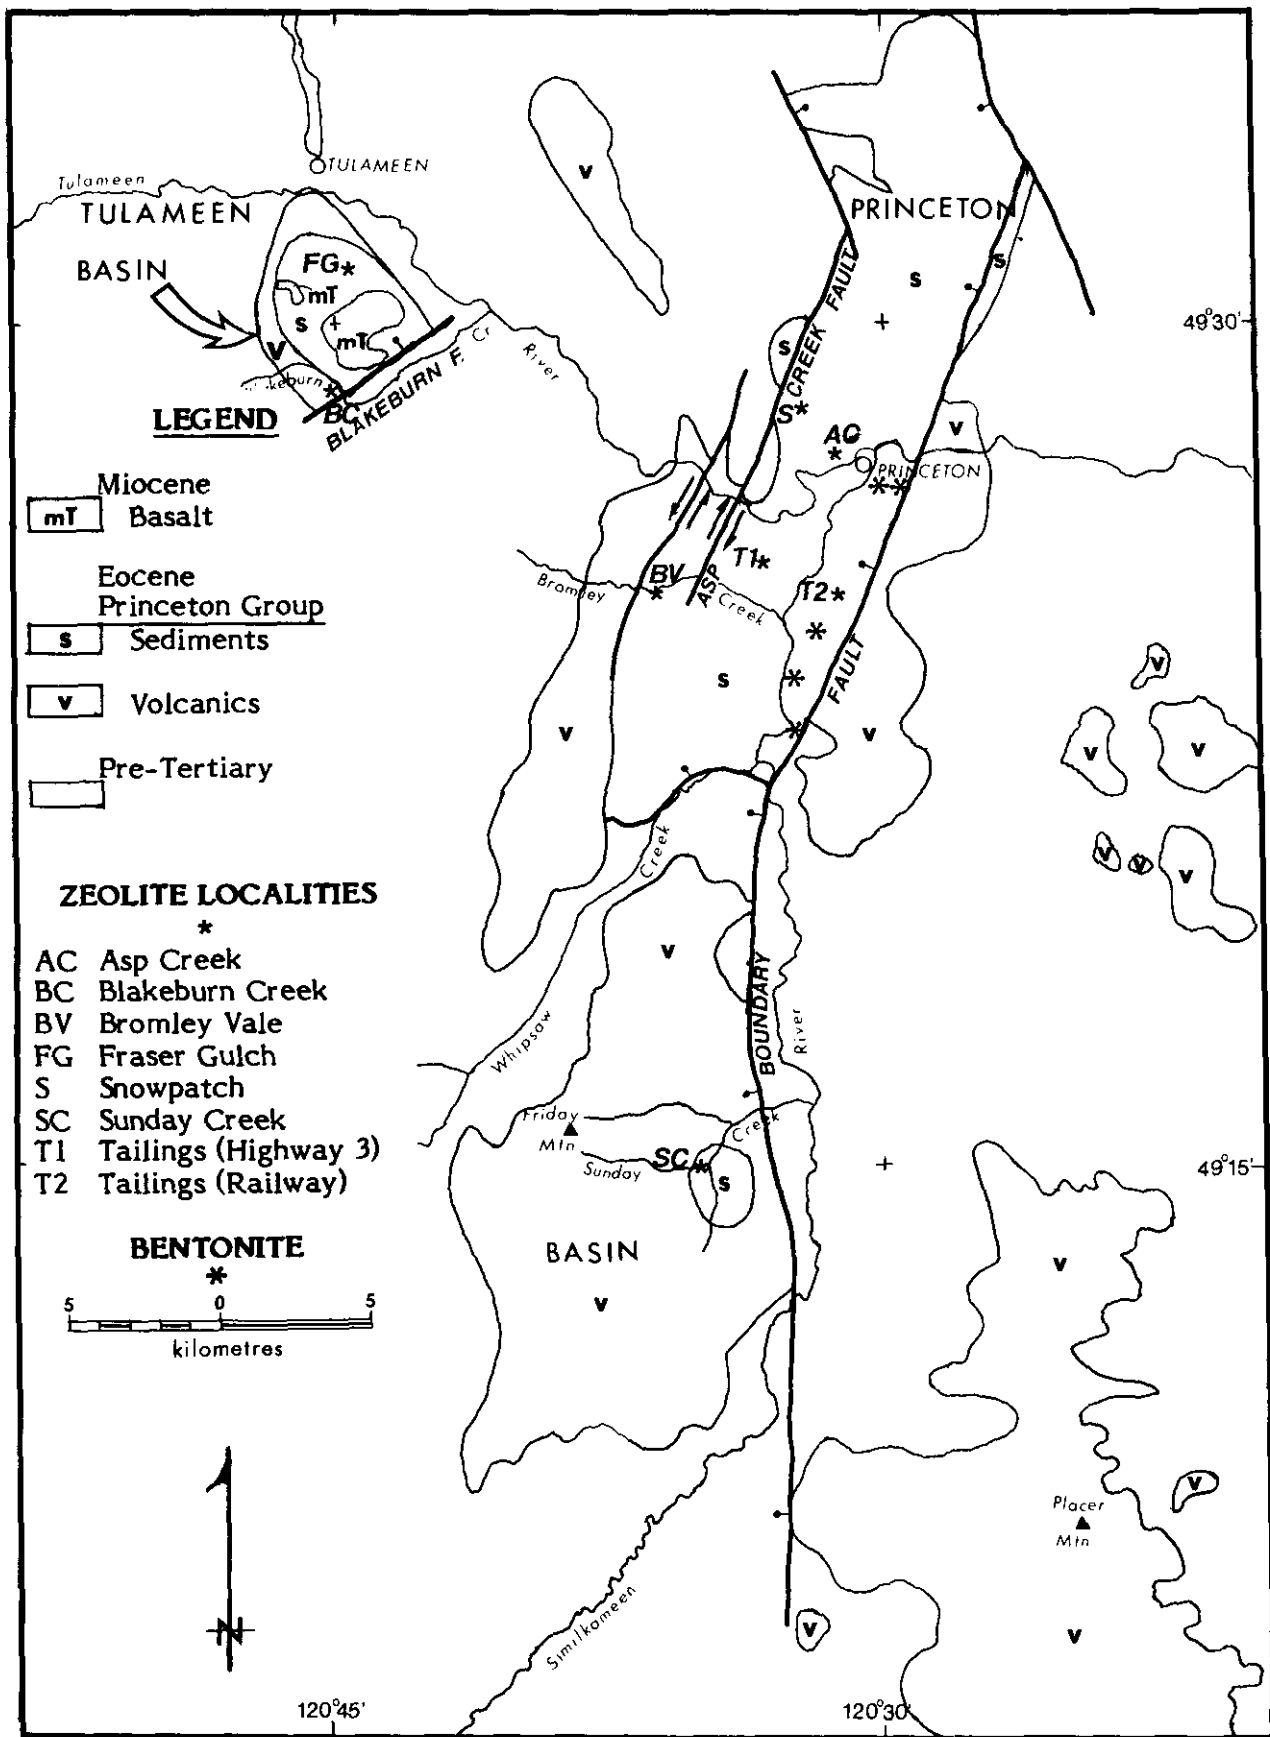 TULAMEEN
Tulameen
TULAMEEN
BASIN
FG*
mT
s
mT
v
BC
BLAKEBURN F.
Cr
River
v
PRINCETON
s
s
49°30'
s
CREEK FAULT
S*
AC
*
PRINCETON
v
LEGEND
Miocene
mT Basalt
Eocene
Princeton Group
s Sediments
v Volcanics
Pre-Tertiary
T1*
BV
*
ASP
Bromley
Creek
T2*
s
FAULT
v
v
v
v
v
v
v
v
Creek
v
BOUNDARY
River
Whipsaw
Friday
Mtn
Creek
Sunday
SC*
s
49°15'
BASIN
v
v
ZEOLITE LOCALITIES
*
AC Asp Creek
BC Blakeburn Creek
BV Bromley Vale
FG Fraser Gulch
S Snowpatch
SC Sunday Creek
T1 Tailings (Highway 3)
T2 Tailings (Railway)
BENTONITE
*
5 0 5
kilometres
N
v
Placer
Mtn
Similkameen
v
v
120°45'
120°30'